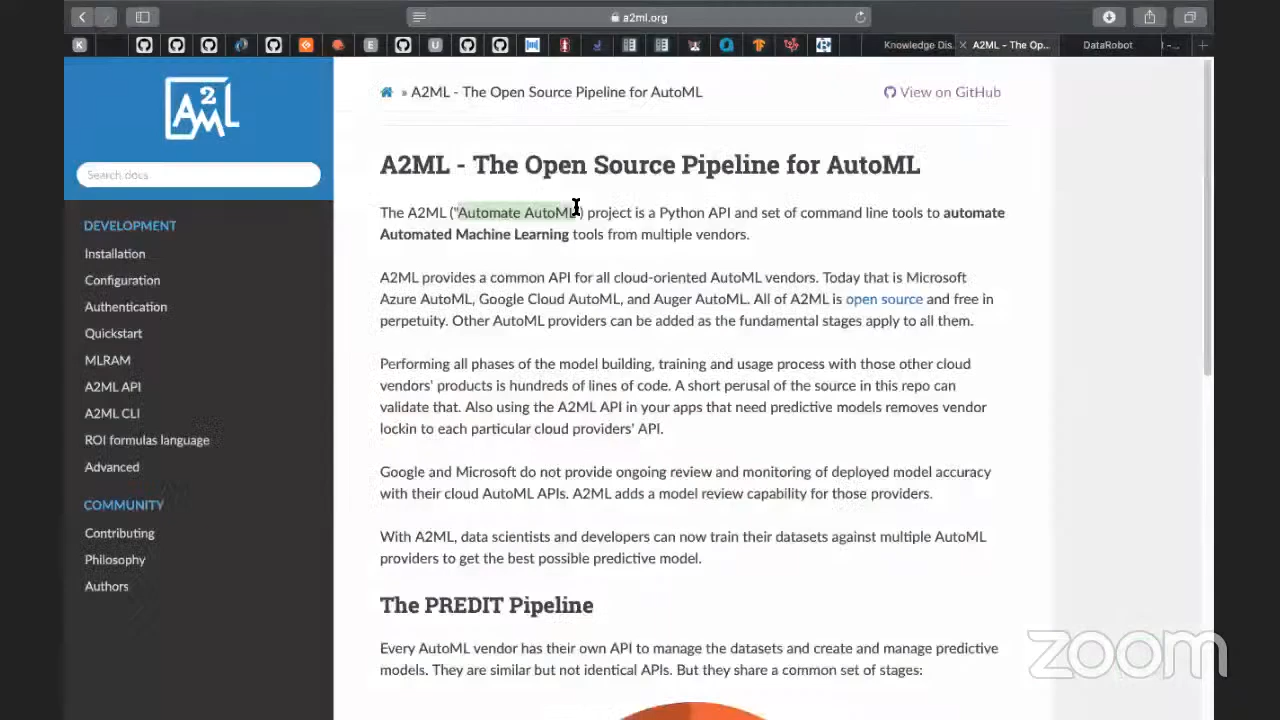 a2ml.org
K
E
U
Knowledge Dis.
× A2ML - The Op...
DataRobot
A2ML
Search docs
DEVELOPMENT
Installation
Configuration
Authentication
Quickstart
MLRAM
A2ML API
A2ML CLI
ROI formulas language
Advanced
COMMUNITY
Contributing
Philosophy
Authors
» A2ML - The Open Source Pipeline for AutoML
View on GitHub
A2ML - The Open Source Pipeline for AutoML
The A2ML ("Automate AutoML") project is a Python API and set of command line tools to automate
Automated Machine Learning tools from multiple vendors.
A2ML provides a common API for all cloud-oriented AutoML vendors. Today that is Microsoft
Azure AutoML, Google Cloud AutoML, and Auger AutoML. All of A2ML is open source and free in
perpetuity. Other AutoML providers can be added as the fundamental stages apply to all them.
Performing all phases of the model building, training and usage process with those other cloud
vendors' products is hundreds of lines of code. A short perusal of the source in this repo can
validate that. Also using the A2ML API in your apps that need predictive models removes vendor
lockin to each particular cloud providers' API.
Google and Microsoft do not provide ongoing review and monitoring of deployed model accuracy
with their cloud AutoML APIs. A2ML adds a model review capability for those providers.
With A2ML, data scientists and developers can now train their datasets against multiple AutoML
providers to get the best possible predictive model.
The PREDIT Pipeline
Every AutoML vendor has their own API to manage the datasets and create and manage predictive
models. They are similar but not identical APIs. But they share a common set of stages:
zoom